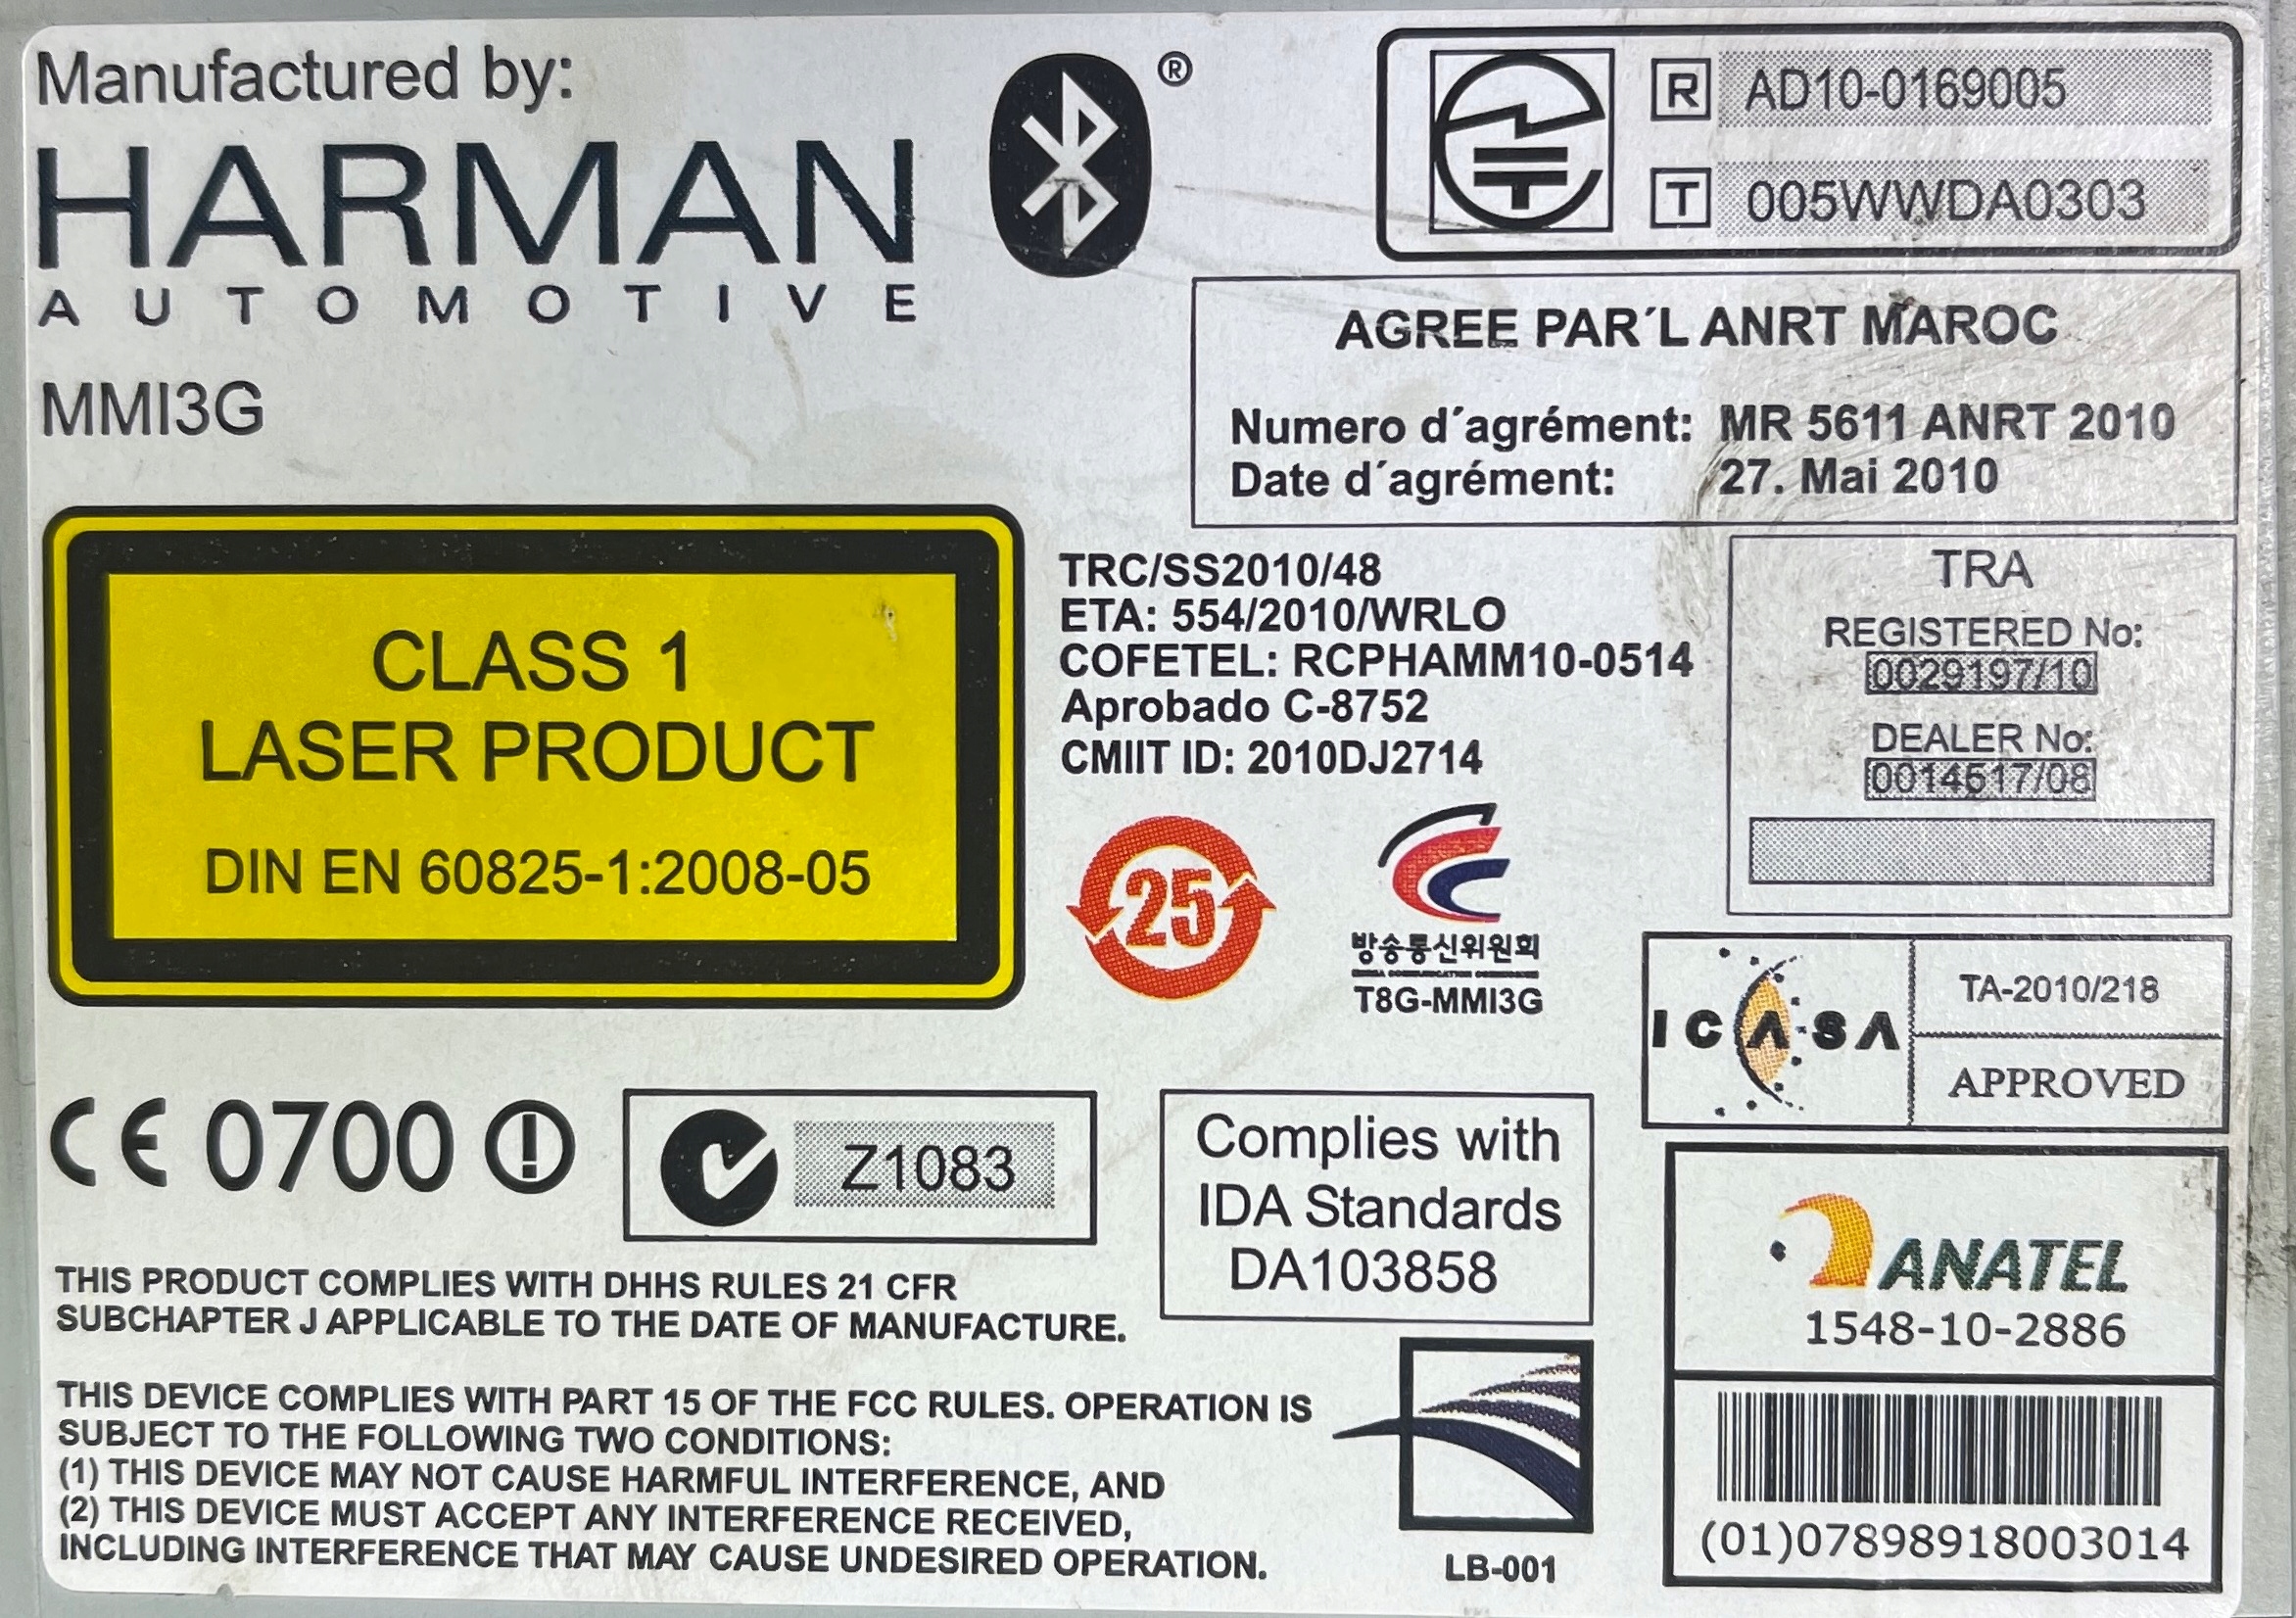 Manufactured by:
HARMAN
AUTOMOTIVE
MMI3G
®
R AD10-0169005
T 005WWDA0303
AGREE PAR´L ANRT MAROC
Numero d´agrément: MR 5611 ANRT 2010
Date d´agrément: 27. Mai 2010
CLASS 1
LASER PRODUCT
DIN EN 60825-1:2008-05
TRC/SS2010/48
ETA: 554/2010/WRLO
COFETEL: RCPHAMM10-0514
Aprobado C-8752
CMIIT ID: 2010DJ2714
TRA
REGISTERED No:
0029197/10
DEALER No:
0014517/08
25
방송통신위원회
KOREA COMMUNICATIONS COMMISSION
T8G-MMI3G
ICASA
TA-2010/218
APPROVED
CE 0700
Z1083
Complies with
IDA Standards
DA103858
ANATEL
1548-10-2886
(01)07898918003014
THIS PRODUCT COMPLIES WITH DHHS RULES 21 CFR
SUBCHAPTER J APPLICABLE TO THE DATE OF MANUFACTURE.
THIS DEVICE COMPLIES WITH PART 15 OF THE FCC RULES. OPERATION IS
SUBJECT TO THE FOLLOWING TWO CONDITIONS:
(1) THIS DEVICE MAY NOT CAUSE HARMFUL INTERFERENCE, AND
(2) THIS DEVICE MUST ACCEPT ANY INTERFERENCE RECEIVED,
INCLUDING INTERFERENCE THAT MAY CAUSE UNDESIRED OPERATION.
LB-001